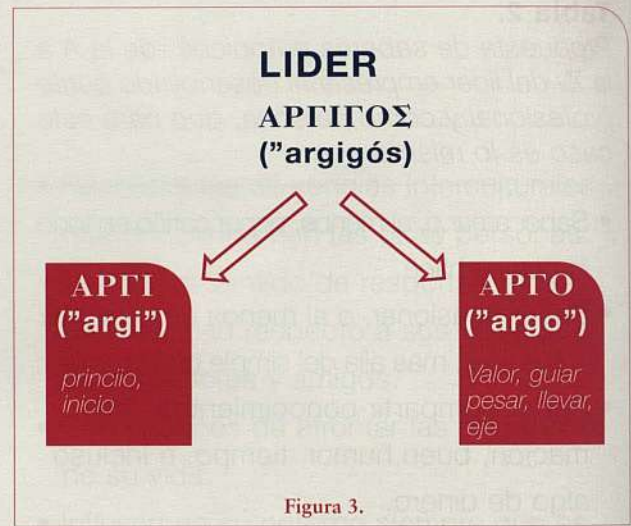 LIDER
ΑΡΓΙΓΟΣ
("argigós)
ΑΡΓΙ
("argi")
princiio,
inicio
ΑΡΓΟ
("argo")
Valor, guiar
pesar, llevar,
eje
Figura 3.